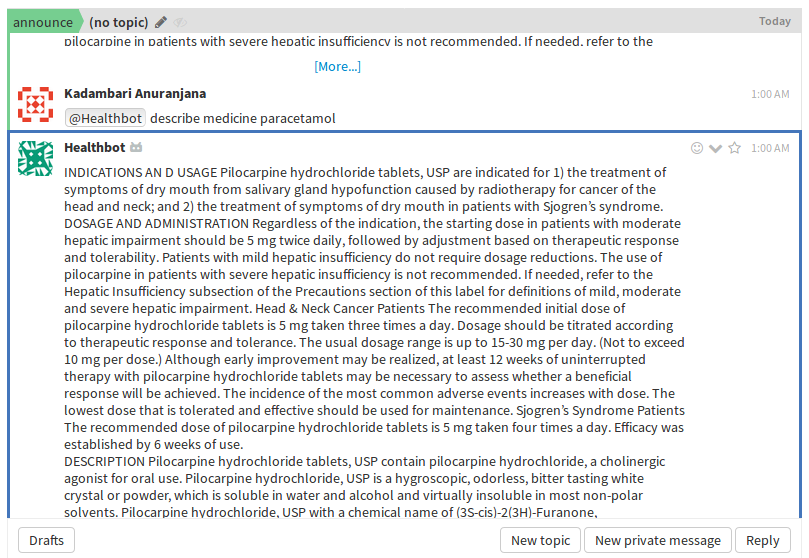 announce (no topic) Today
pilocarpine in patients with severe hepatic insufficiency is not recommended. If needed, refer to the
[More...]
Kadambari Anuranjana 1:00 AM
@Healthbot describe medicine paracetamol
Healthbot 1:00 AM
INDICATIONS AN D USAGE Pilocarpine hydrochloride tablets, USP are indicated for 1) the treatment of
symptoms of dry mouth from salivary gland hypofunction caused by radiotherapy for cancer of the
head and neck; and 2) the treatment of symptoms of dry mouth in patients with Sjogren’s syndrome.
DOSAGE AND ADMINISTRATION Regardless of the indication, the starting dose in patients with moderate
hepatic impairment should be 5 mg twice daily, followed by adjustment based on therapeutic response
and tolerability. Patients with mild hepatic insufficiency do not require dosage reductions. The use of
pilocarpine in patients with severe hepatic insufficiency is not recommended. If needed, refer to the
Hepatic Insufficiency subsection of the Precautions section of this label for definitions of mild, moderate
and severe hepatic impairment. Head & Neck Cancer Patients The recommended initial dose of
pilocarpine hydrochloride tablets is 5 mg taken three times a day. Dosage should be titrated according
to therapeutic response and tolerance. The usual dosage range is up to 15-30 mg per day. (Not to exceed
10 mg per dose.) Although early improvement may be realized, at least 12 weeks of uninterrupted
therapy with pilocarpine hydrochloride tablets may be necessary to assess whether a beneficial
response will be achieved. The incidence of the most common adverse events increases with dose. The
lowest dose that is tolerated and effective should be used for maintenance. Sjogren’s Syndrome Patients
The recommended dose of pilocarpine hydrochloride tablets is 5 mg taken four times a day. Efficacy was
established by 6 weeks of use.
DESCRIPTION Pilocarpine hydrochloride tablets, USP contain pilocarpine hydrochloride, a cholinergic
agonist for oral use. Pilocarpine hydrochloride, USP is a hygroscopic, odorless, bitter tasting white
crystal or powder, which is soluble in water and alcohol and virtually insoluble in most non-polar
solvents. Pilocarpine hydrochloride, USP with a chemical name of (3S-cis)-2(3H)-Furanone,
Drafts New topic New private message Reply